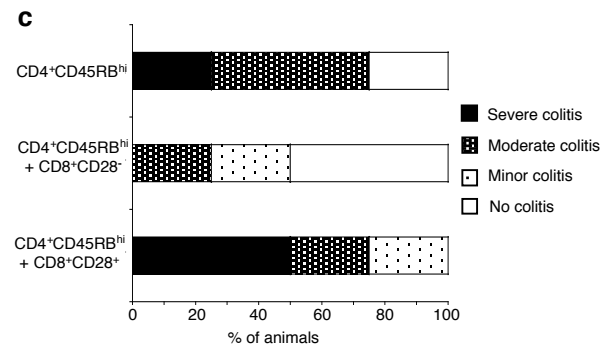 c
CD4⁺CD45RBʰⁱ
CD4⁺CD45RBʰⁱ
+ CD8⁺CD28⁻
CD4⁺CD45RBʰⁱ
+ CD8⁺CD28⁺
Severe colitis
Moderate colitis
Minor colitis
No colitis
0 20 40 60 80 100
% of animals